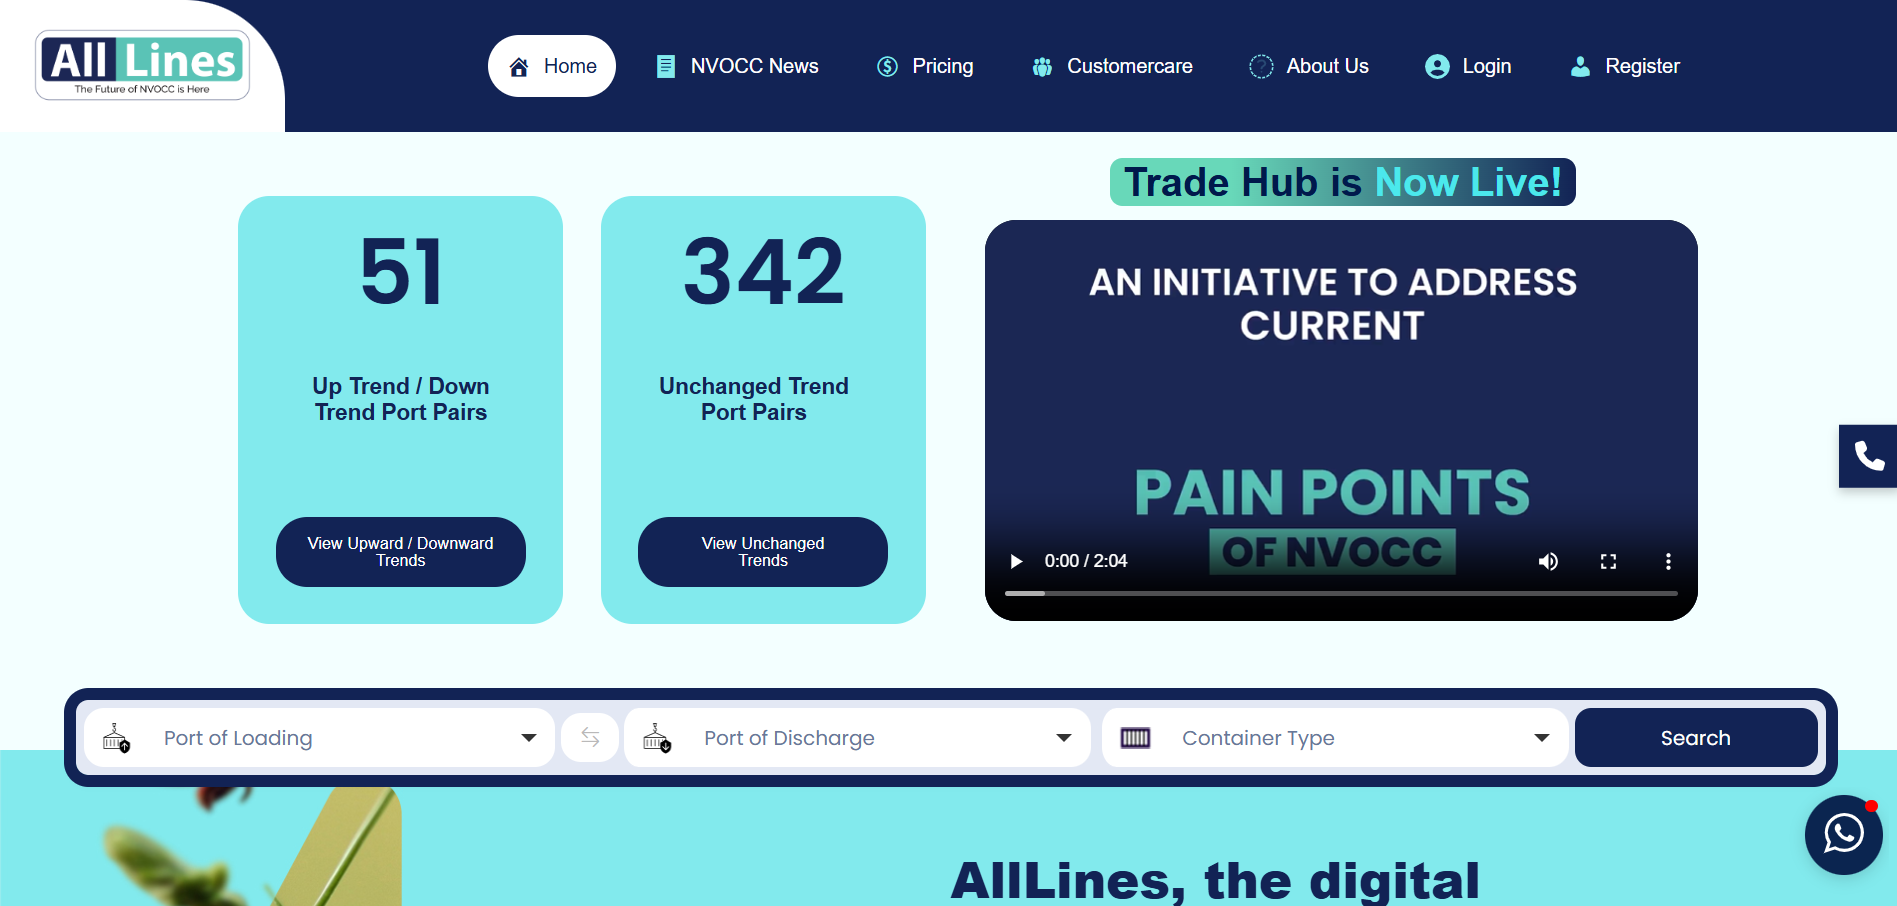 All Lines
The Future of NVOCC is Here
Home
NVOCC News
Pricing
Customercare
About Us
Login
Register
51
Up Trend / Down
Trend Port Pairs
View Upward / Downward
Trends
342
Unchanged Trend
Port Pairs
View Unchanged
Trends
Trade Hub is Now Live!
AN INITIATIVE TO ADDRESS
CURRENT
PAIN POINTS
OF NVOCC
0:00 / 2:04
Port of Loading
Port of Discharge
Container Type
Search
AllLines, the digital